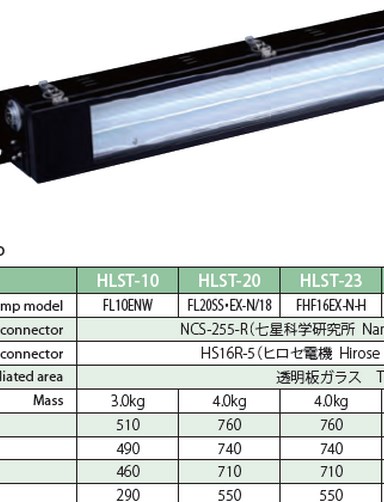 HLST-10 HLST-20 HLST-23
mp model FL10ENW FL20SS・EX-N/18 FHF16EX-N-H
connector NCS-255-R（七星科学研究所 Nan
connector HS16R-5（ヒロセ電機 Hirose
liated area 透明板ガラス T
Mass 3.0kg 4.0kg 4.0kg
510 760 760
490 740 740
460 710 710
290 550 550